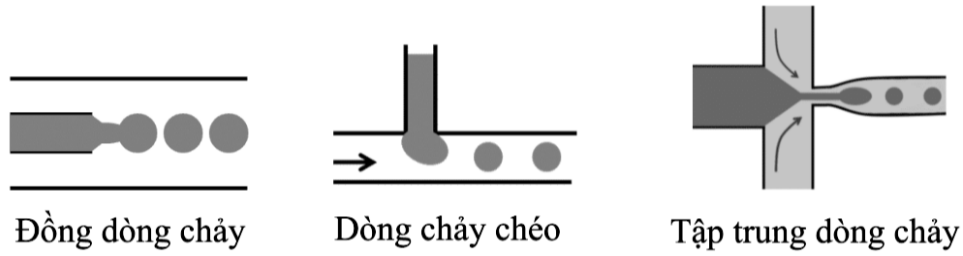 Đồng dòng chảy
Dòng chảy chéo
Tập trung dòng chảy